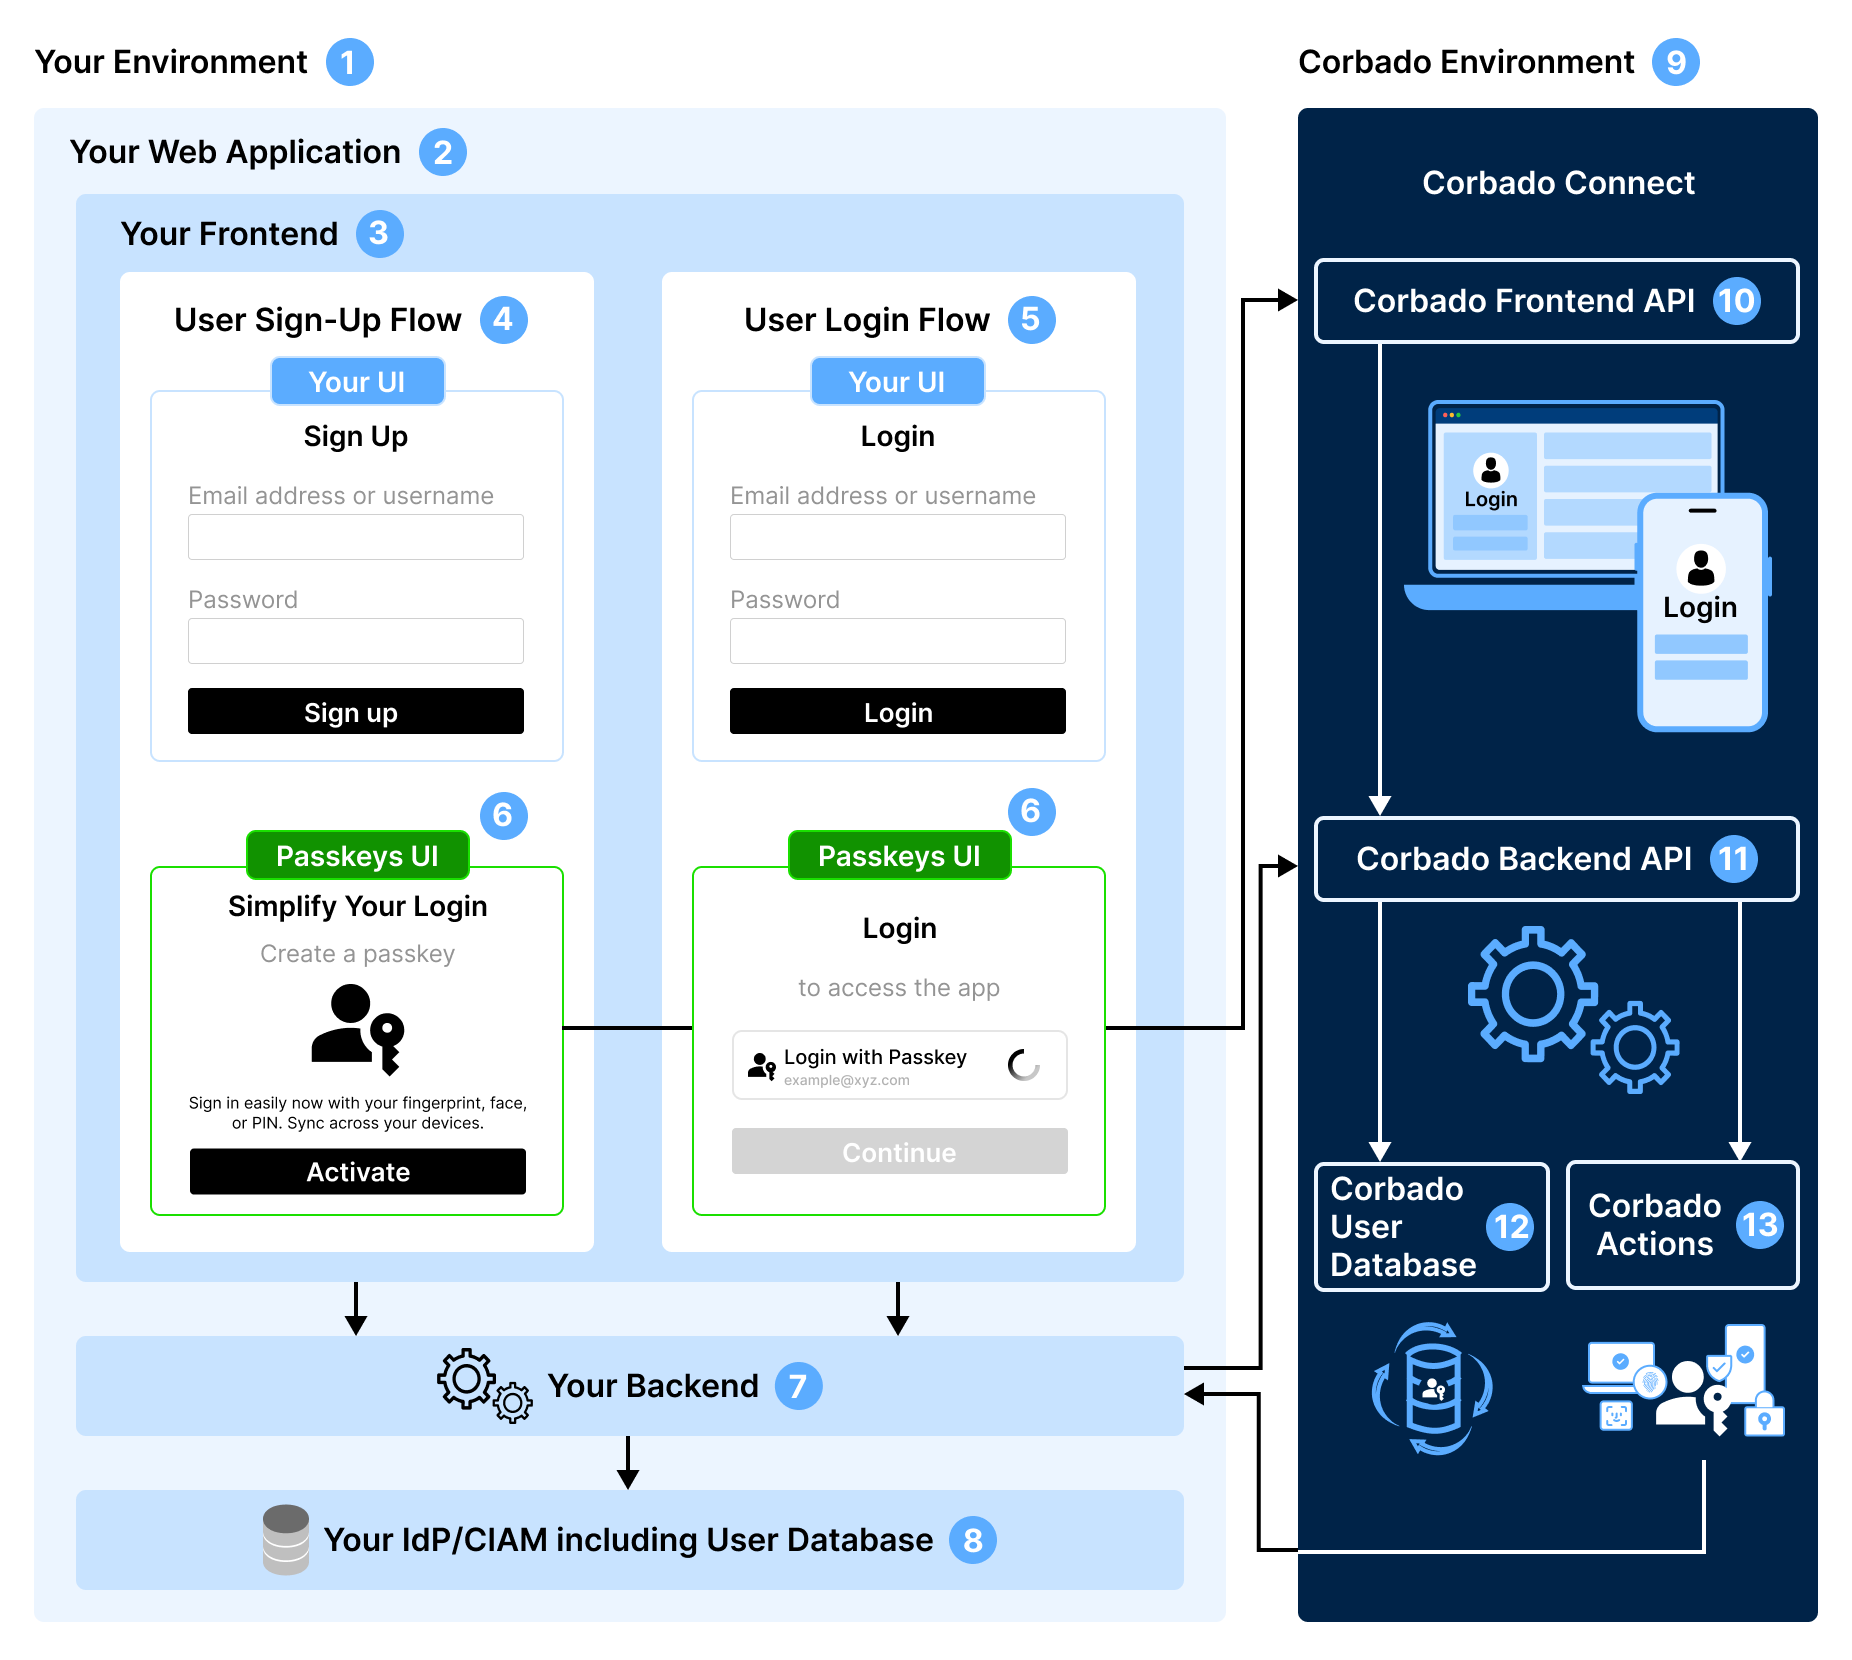 Your Environment 1
Your Web Application 2
Your Frontend 3
User Sign-Up Flow 4
Your UI
Sign Up
Email address or username
Password
Sign up
6
Passkeys UI
Simplify Your Login
Create a passkey
Sign in easily now with your fingerprint, face,
or PIN. Sync across your devices.
Activate
User Login Flow 5
Your UI
Login
Email address or username
Password
Login
6
Passkeys UI
Login
to access the app
Login with Passkey
example@xyz.com
Continue
Your Backend 7
Your IdP/CIAM including User Database 8
Corbado Environment 9
Corbado Connect
Corbado Frontend API 10
Login
Login
Corbado Backend API 11
Corbado
User
Database
12
Corbado
Actions
13